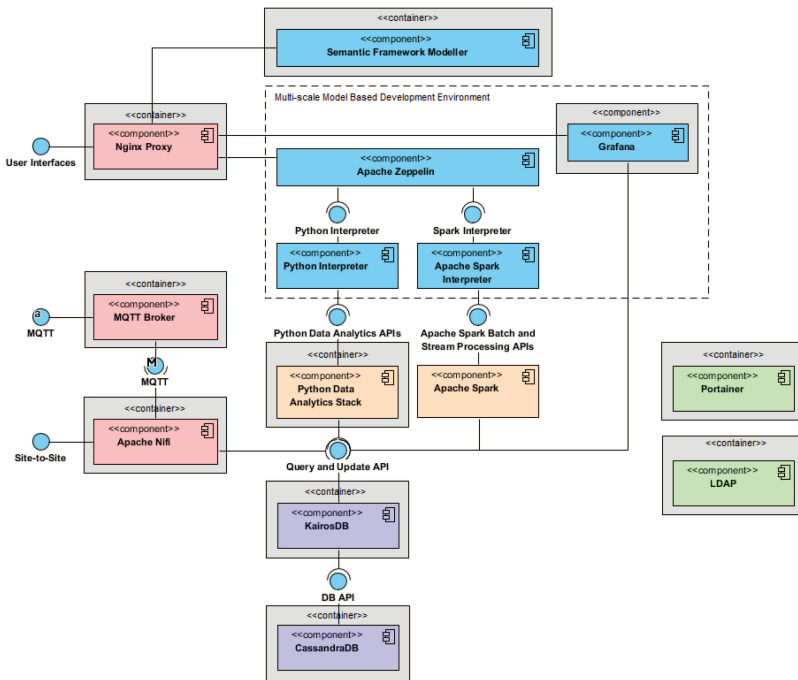 <<container>>
<<component>>
Semantic Framework Modeller
Multi-scale Model Based Development Environment
<<container>>
<<component>>
Nginx Proxy
User Interfaces
<<component>>
<<component>>
Grafana
<<component>>
Apache Zeppelin
Python Interpreter
Spark Interpreter
<<component>>
Python Interpreter
<<component>>
Apache Spark
Interpreter
<<container>>
<<component>>
MQTT Broker
a
MQTT
M
MQTT
Python Data Analytics APIs
Apache Spark Batch and
Stream Processing APIs
<<container>>
<<component>>
Python Data
Analytics Stack
<<component>>
Apache Spark
<<container>>
<<component>>
Portainer
<<container>>
<<component>>
Apache Nifi
Site-to-Site
Query and Update API
<<container>>
<<component>>
LDAP
<<container>>
<<component>>
KairosDB
DB API
<<container>>
<<component>>
CassandraDB